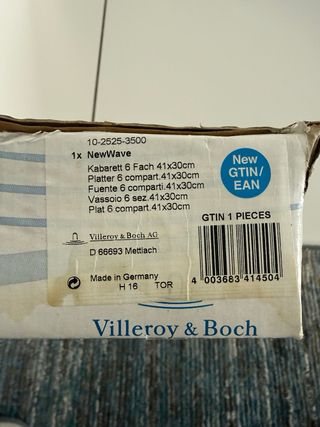 10-2525-3500
1x NewWave
Kabarett 6 Fach 41x30cm
Platter 6 compart.41x30cm
Fuente 6 comparti.41x30cm
Vassoio 6 sez.41x30cm
Plat 6 compart.41x30cm
New
GTIN/
EAN
GTIN 1 PIECES
Villeroy & Boch AG
D 66693 Mettlach
Made in Germany
H 16 TOR
4 003683 414504
Villeroy & Boch